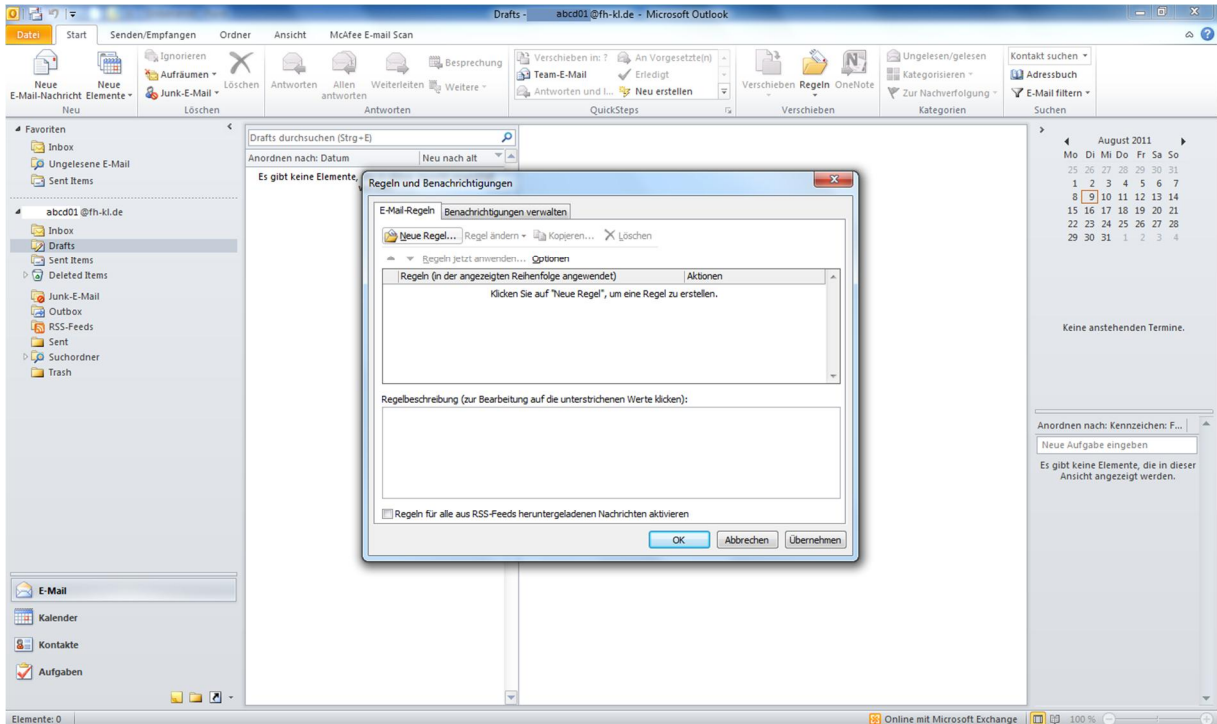 Drafts - abcd01 @fh-kl.de - Microsoft Outlook
Datei Start Senden/Empfangen Ordner Ansicht McAfee E-mail Scan
Neue E-Mail-Nachricht
Neue Elemente
Neu
Ignorieren
Aufräumen
Junk-E-Mail
Löschen
Löschen
Antworten
Allen antworten
Weiterleiten
Besprechung
Weitere
Antworten
Verschieben in: ?
Team-E-Mail
Antworten und l...
An Vorgesetzte(n)
Erledigt
Neu erstellen
QuickSteps
Verschieben
Regeln
OneNote
Verschieben
Ungelesen/gelesen
Kategorisieren
Zur Nachverfolgung
Kategorien
Kontakt suchen
Adressbuch
E-Mail filtern
Suchen
Favoriten
Inbox
Ungelesene E-Mail
Sent Items
abcd01 @fh-kl.de
Inbox
Drafts
Sent Items
Deleted Items
Junk-E-Mail
Outbox
RSS-Feeds
Sent
Suchordner
Trash
E-Mail
Kalender
Kontakte
Aufgaben
Drafts durchsuchen (Strg+E)
Anordnen nach: Datum Neu nach alt
Es gibt keine Elemente,
Regeln und Benachrichtigungen
E-Mail-Regeln Benachrichtigungen verwalten
Neue Regel... Regel ändern Kopieren... Löschen
Regeln jetzt anwenden... Optionen
Regeln (in der angezeigten Reihenfolge angewendet) Aktionen
Klicken Sie auf "Neue Regel", um eine Regel zu erstellen.
Regelbeschreibung (zur Bearbeitung auf die unterstrichenen Werte klicken):
Regeln für alle aus RSS-Feeds heruntergeladenen Nachrichten aktivieren
OK Abbrechen Übernehmen
August 2011
Mo Di Mi Do Fr Sa So
25 26 27 28 29 30 31
1 2 3 4 5 6 7
8 9 10 11 12 13 14
15 16 17 18 19 20 21
22 23 24 25 26 27 28
29 30 31 1 2 3 4
Keine anstehenden Termine.
Anordnen nach: Kennzeichen: F...
Neue Aufgabe eingeben
Es gibt keine Elemente, die in dieser
Ansicht angezeigt werden.
Elemente: 0 Online mit Microsoft Exchange 100 %